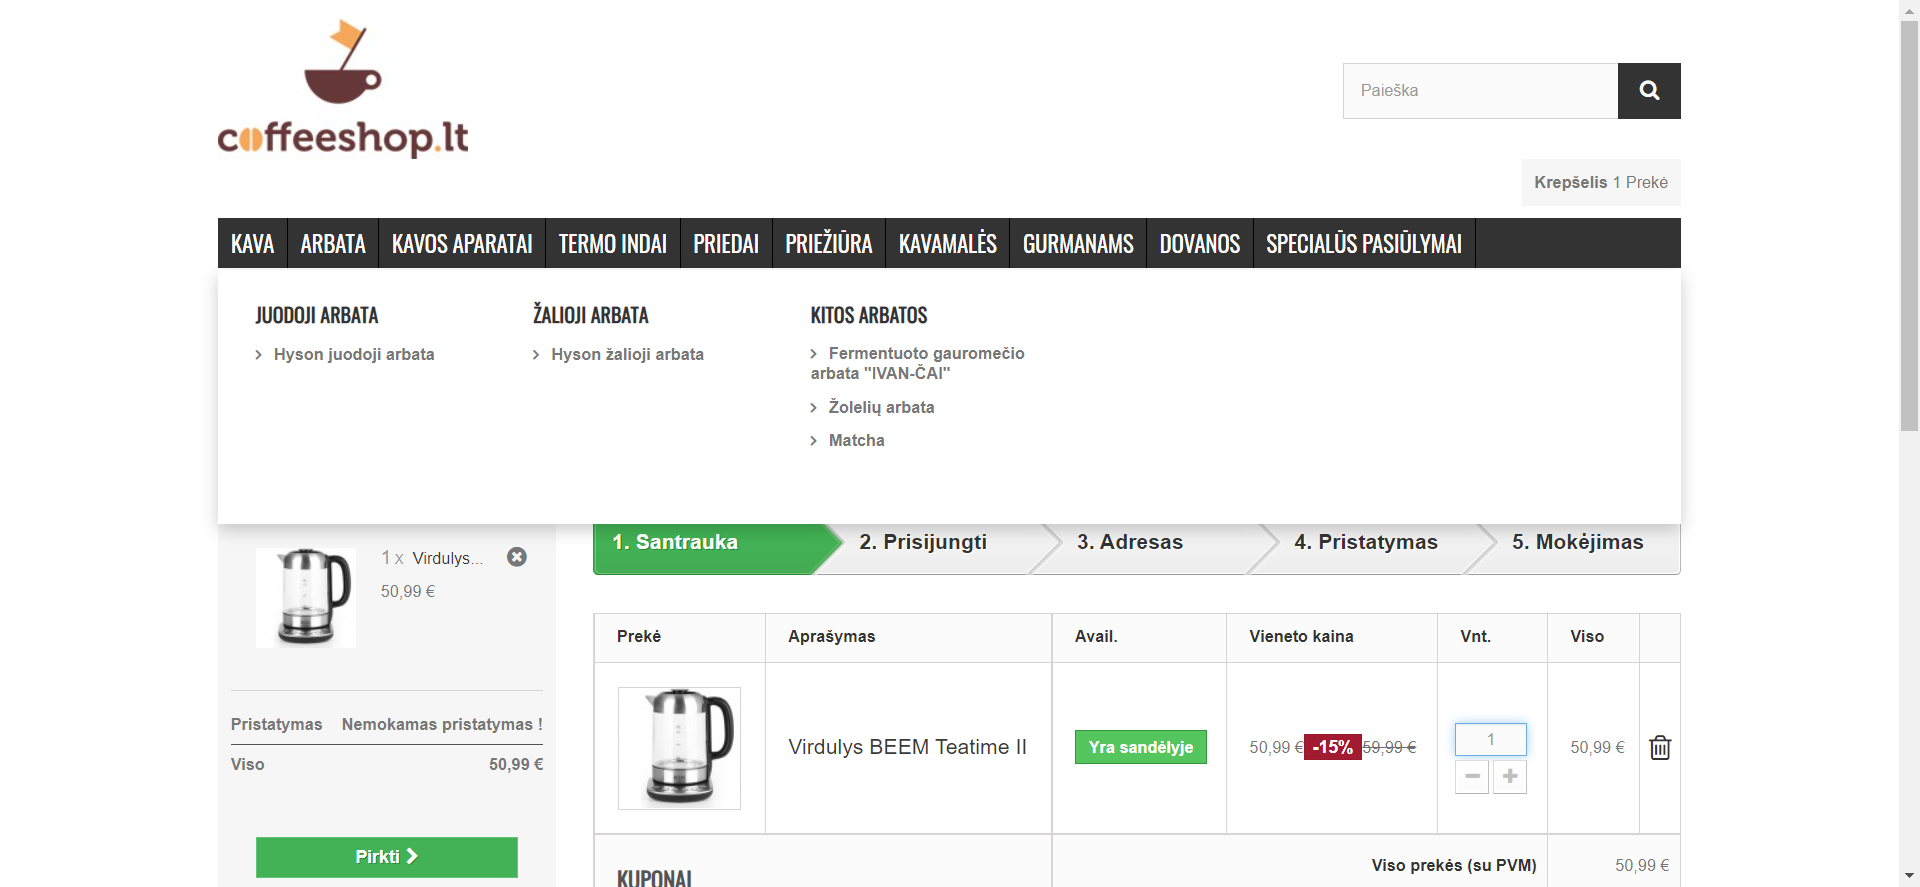 coffeeshop.lt
Paieška
Krepšelis 1 Prekė
KAVA ARBATA KAVOS APARATAI TERMO INDAI PRIEDAI PRIEŽIŪRA KAVAMALĖS GURMANAMS DOVANOS SPECIALŪS PASIŪLYMAI
JUODOJI ARBATA
Hyson juodoji arbata
ŽALIOJI ARBATA
Hyson žalioji arbata
KITOS ARBATOS
Fermentuoto gauromečio
arbata "IVAN-ČAI"
Žolelių arbata
Matcha
1 x Virdulys...
50,99 €
Pristatymas Nemokamas pristatymas !
Viso 50,99 €
Pirkti
1. Santrauka 2. Prisijungti 3. Adresas 4. Pristatymas 5. Mokėjimas
Prekė Aprašymas Avail. Vieneto kaina Vnt. Viso
Virdulys BEEM Teatime II Yra sandėlyje 50,99 € -15% 59,99 € 1 50,99 €
KUPONAI
Viso prekės (su PVM) 50,99 €